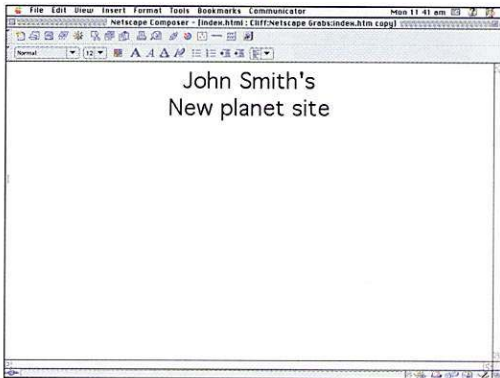 File Edit View Insert Format Tools Bookmarks Communicator Mon 11 41 am
Netscape Composer - [index.html : Cliff:Netscape Grabs:index.htm copy]
Normal 12 A A A A
John Smith's
New planet site